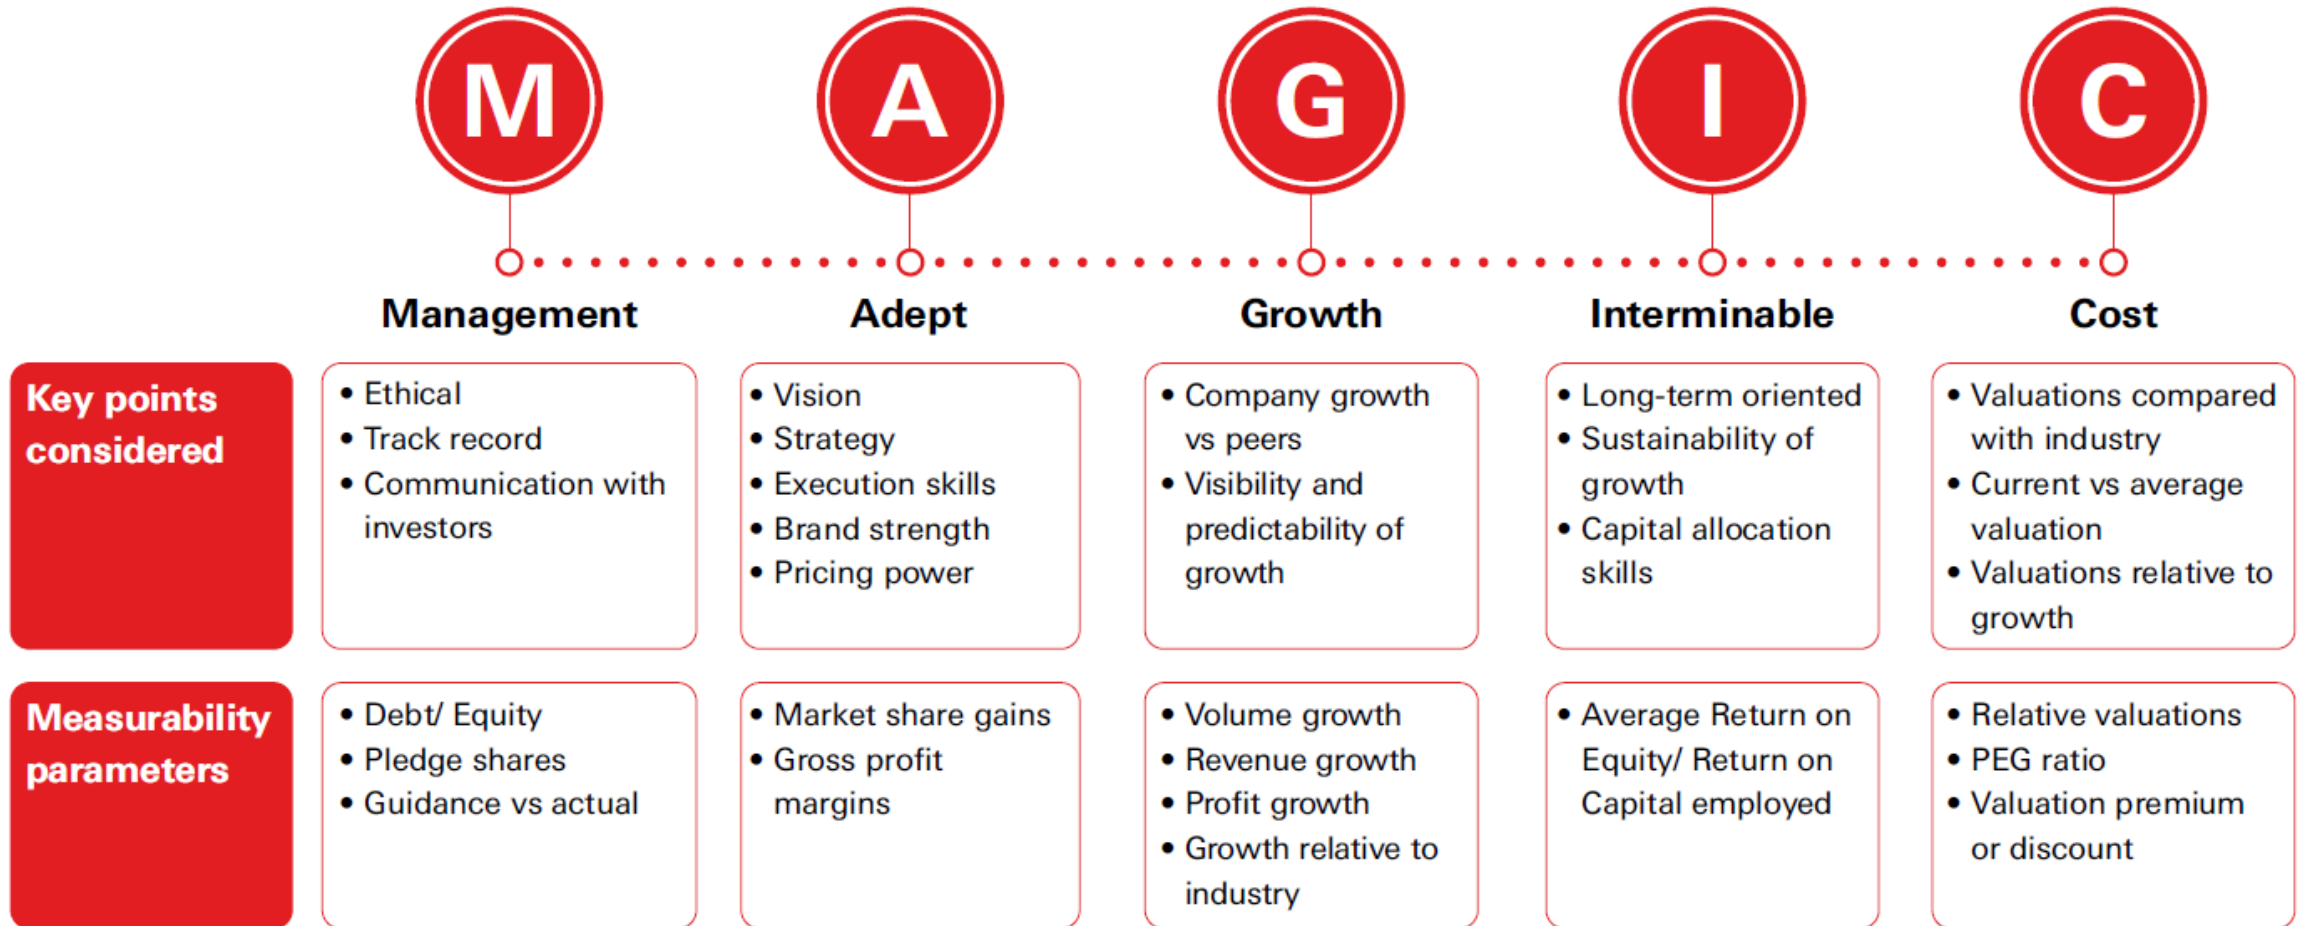 M
A
G
I
C
Management
Adept
Growth
Interminable
Cost
Key points
considered
• Ethical
• Track record
• Communication with
investors
• Vision
• Strategy
• Execution skills
• Brand strength
• Pricing power
• Company growth
vs peers
• Visibility and
predictability of
growth
• Long-term oriented
• Sustainability of
growth
• Capital allocation
skills
• Valuations compared
with industry
• Current vs average
valuation
• Valuations relative to
growth
Measurability
parameters
• Debt/ Equity
• Pledge shares
• Guidance vs actual
• Market share gains
• Gross profit
margins
• Volume growth
• Revenue growth
• Profit growth
• Growth relative to
industry
• Average Return on
Equity/ Return on
Capital employed
• Relative valuations
• PEG ratio
• Valuation premium
or discount